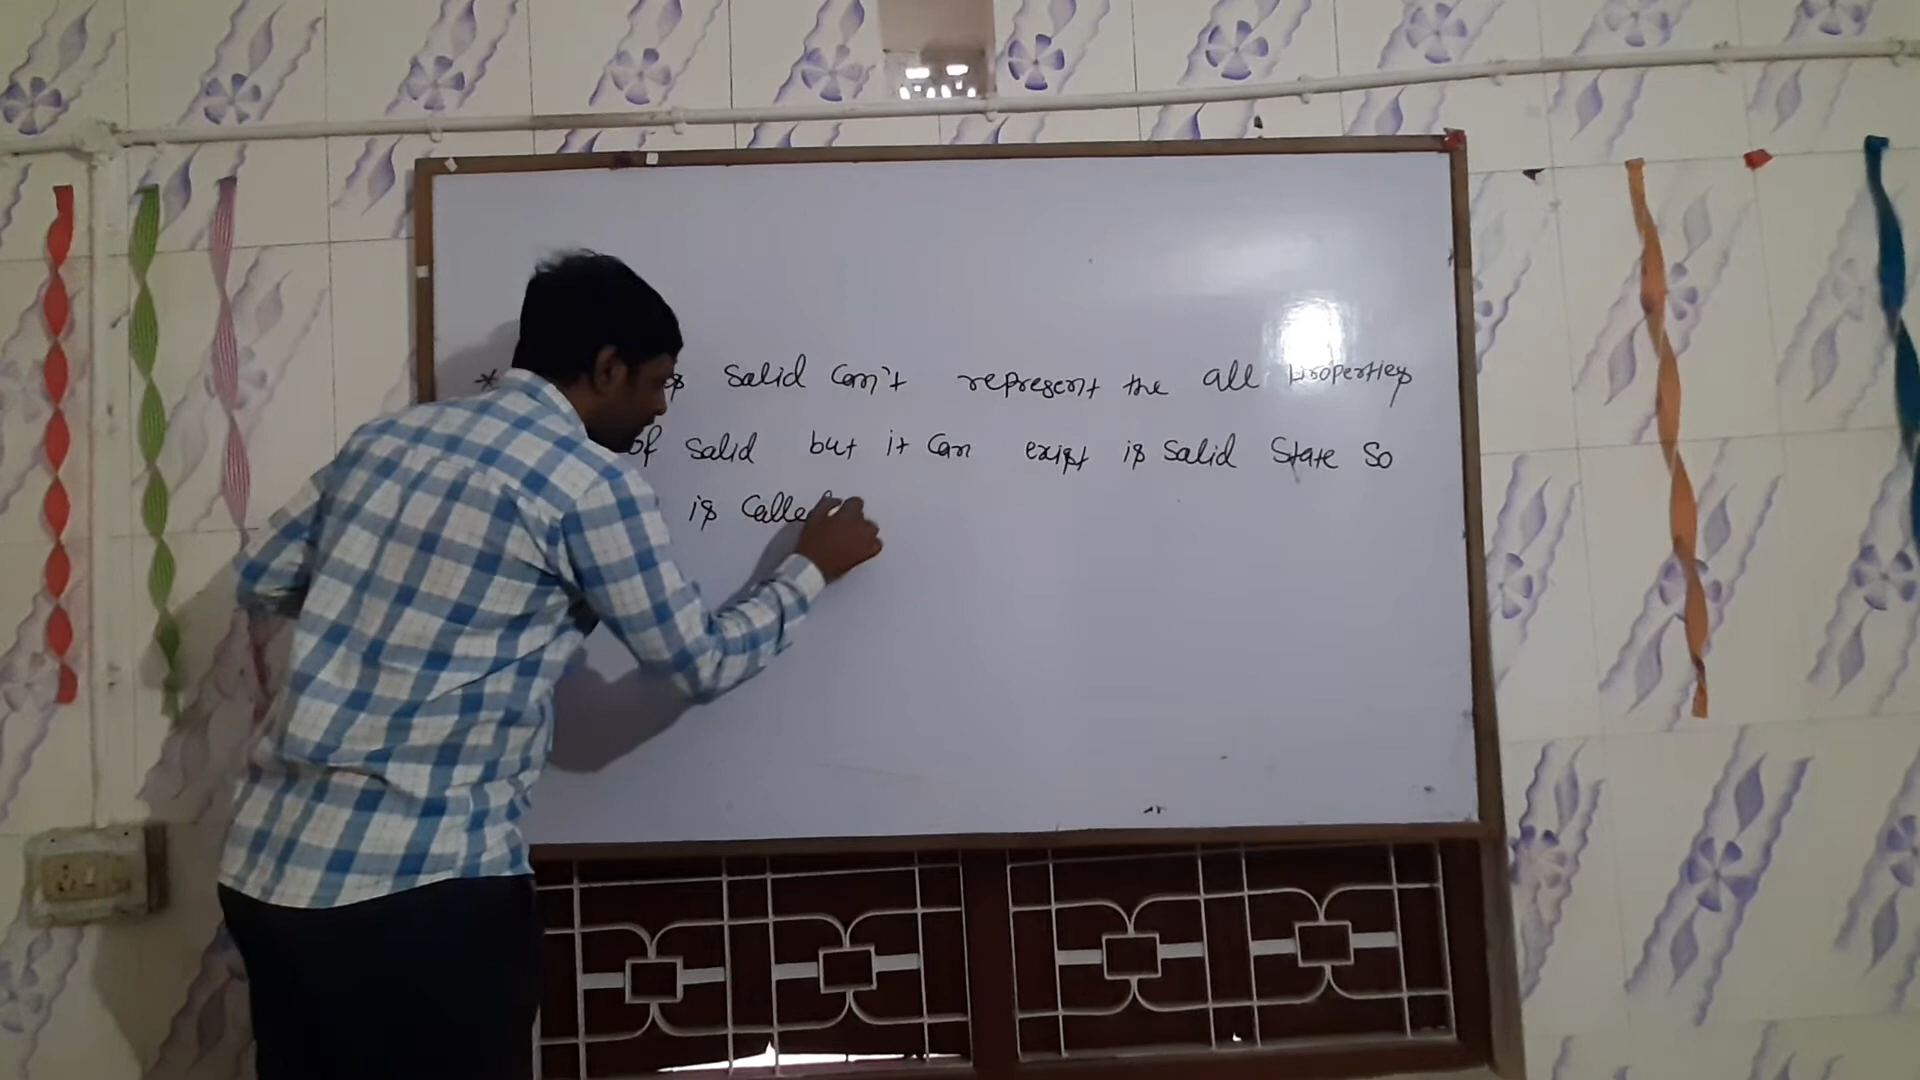 * salid Can't represent the all properties
of salid but it Can exist is salid State So
is Called